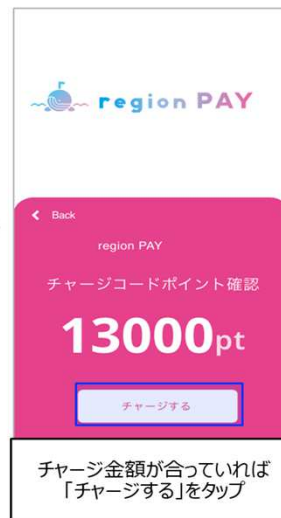 region PAY
Back
region PAY
チャージコードポイント確認
13000pt
チャージする
チャージ金額が合っていれば
「チャージする」をタップ